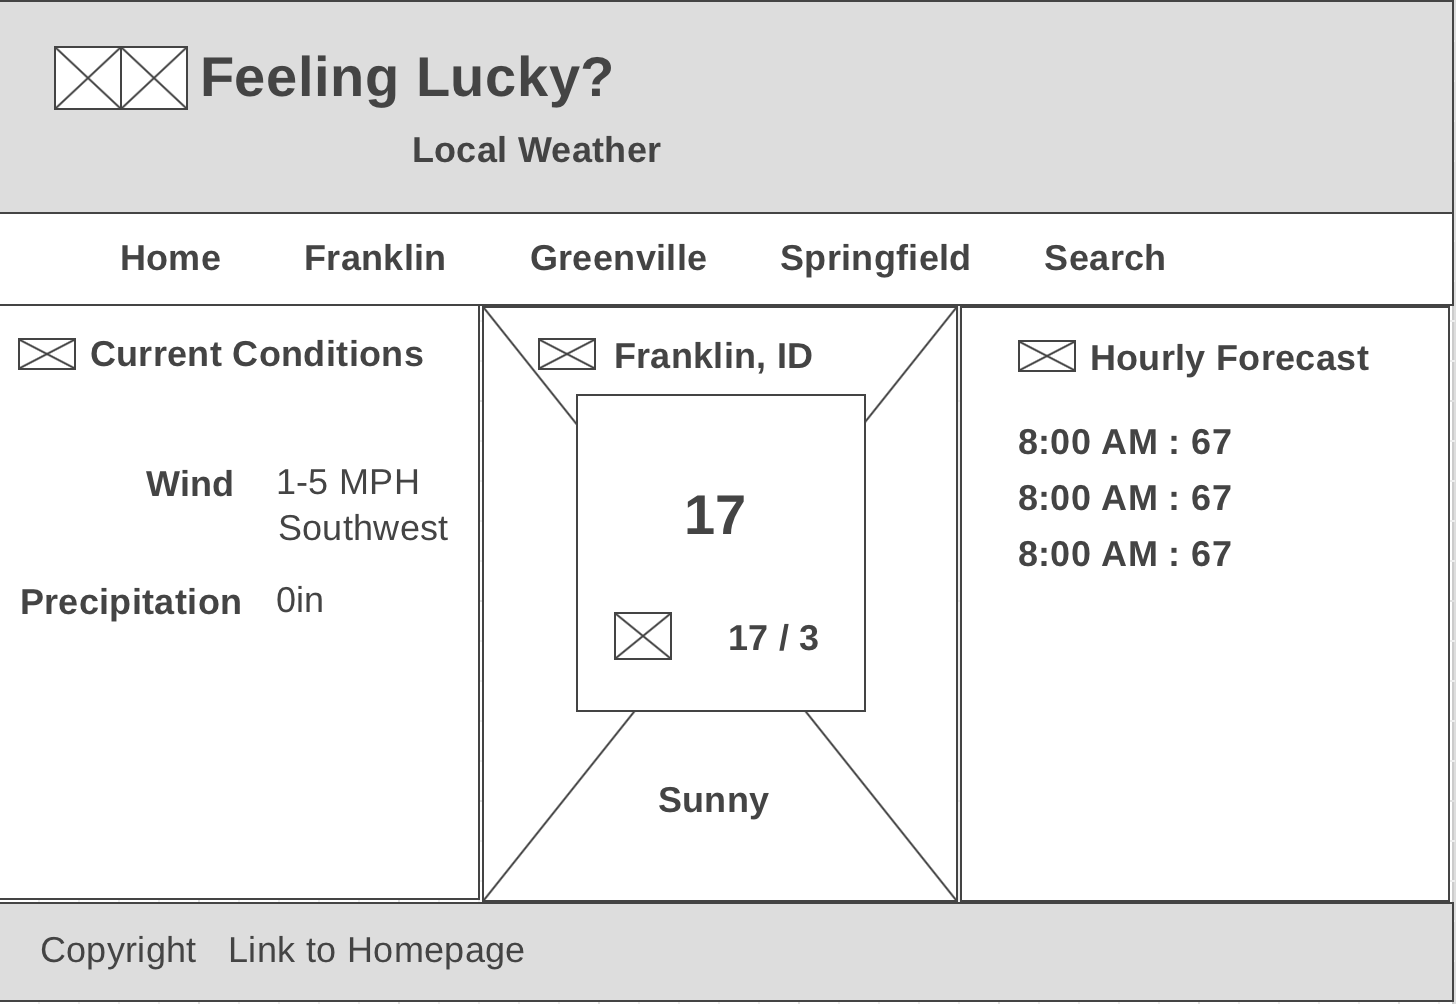 Feeling Lucky?
Local Weather
Home Franklin Greenville Springfield Search
Current Conditions
Wind 1-5 MPH
Southwest
Precipitation 0in
Franklin, ID
17
17 / 3
Sunny
Hourly Forecast
8:00 AM : 67
8:00 AM : 67
8:00 AM : 67
Copyright Link to Homepage